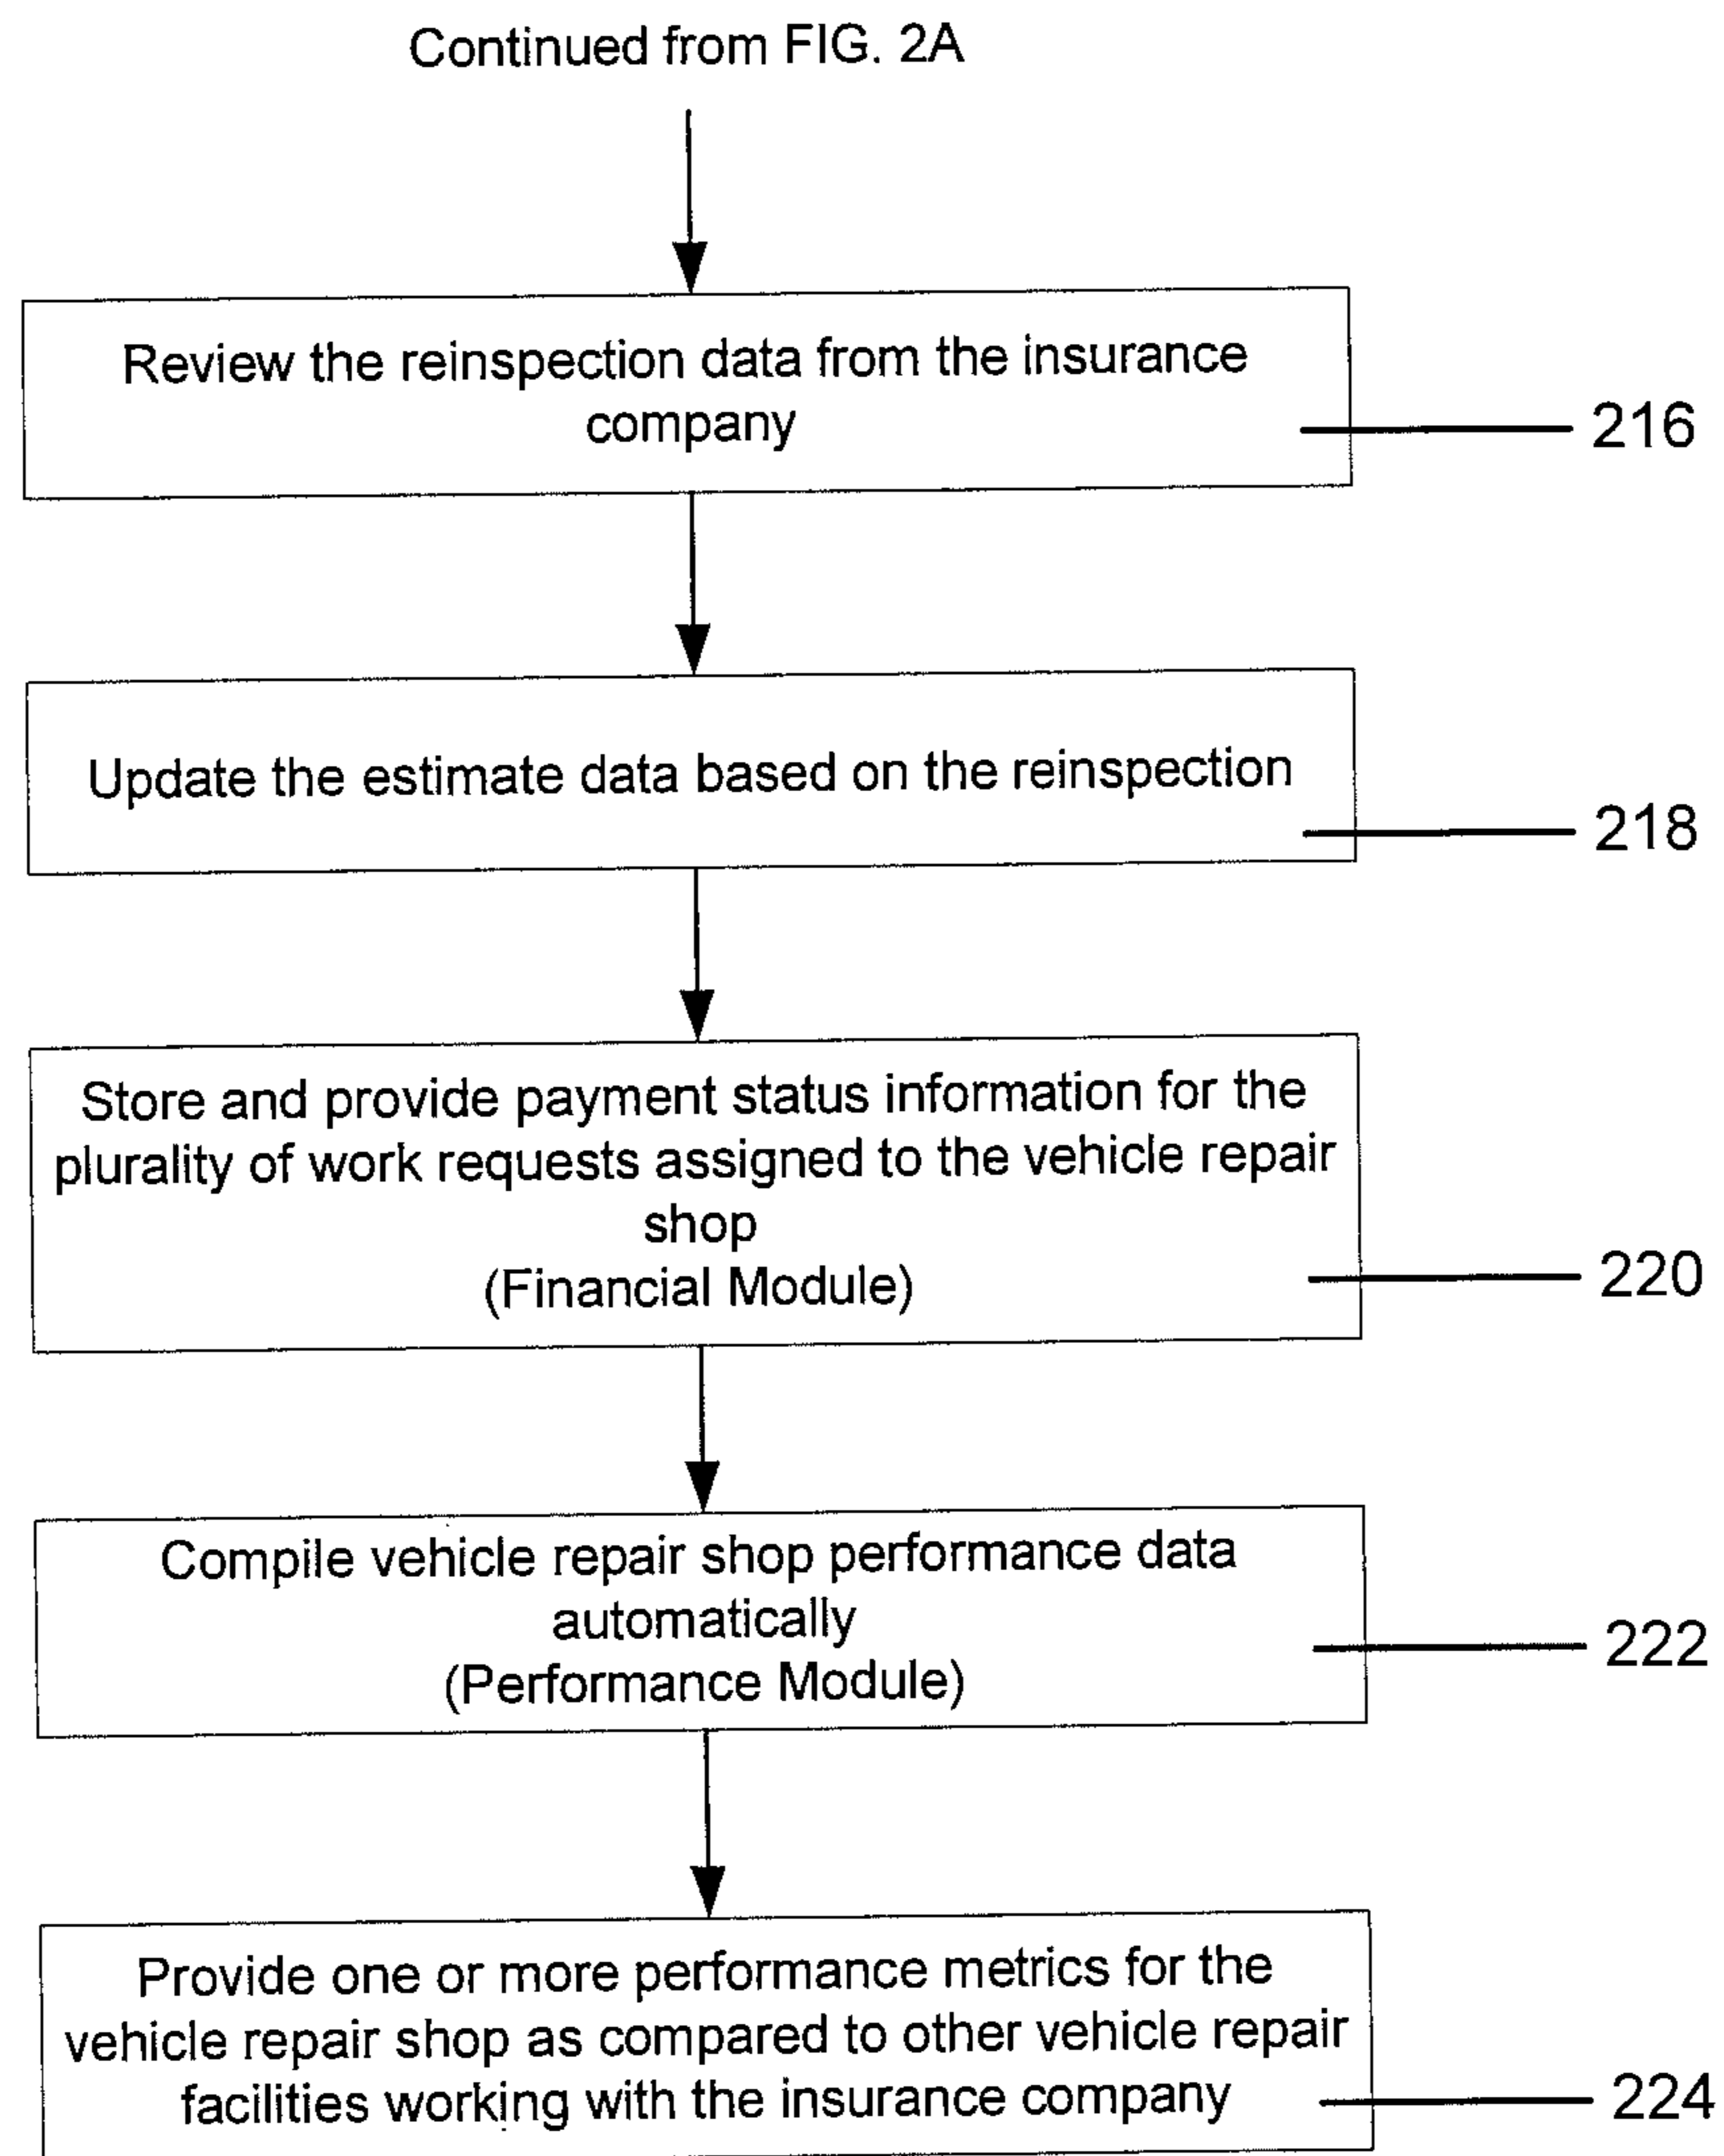 Continued from FIG. 2A
Review the reinspection data from the insurance
company
216
Update the estimate data based on the reinspection
218
Store and provide payment status information for the
plurality of work requests assigned to the vehicle repair
shop
(Financial Module)
220
Compile vehicle repair shop performance data
automatically
(Performance Module)
222
Provide one or more performance metrics for the
vehicle repair shop as compared to other vehicle repair
facilities working with the insurance company
224